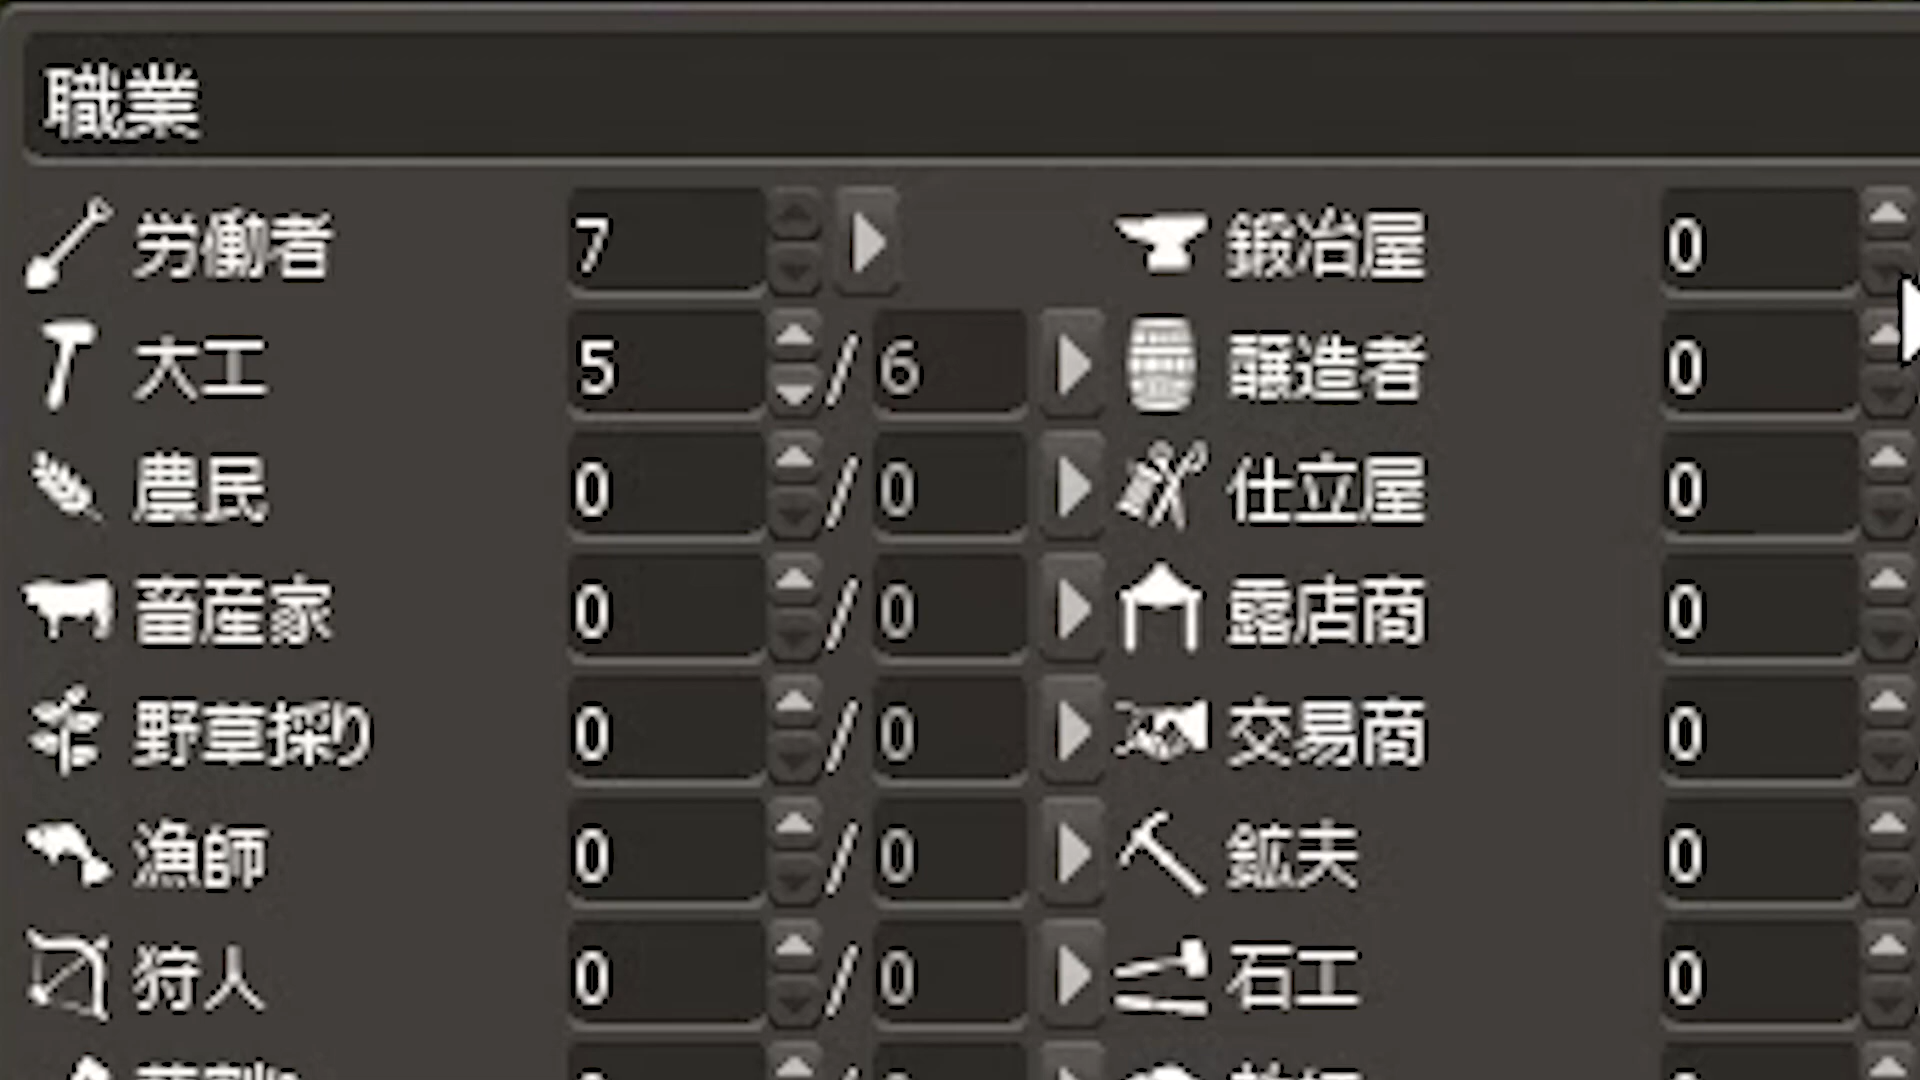 職業
労働者 7 鍛冶屋 0
大工 5 / 6 醸造者 0
農民 0 / 0 仕立屋 0
畜産家 0 / 0 露店商 0
野草採り 0 / 0 交易商 0
漁師 0 / 0 鉱夫 0
狩人 0 / 0 石工 0